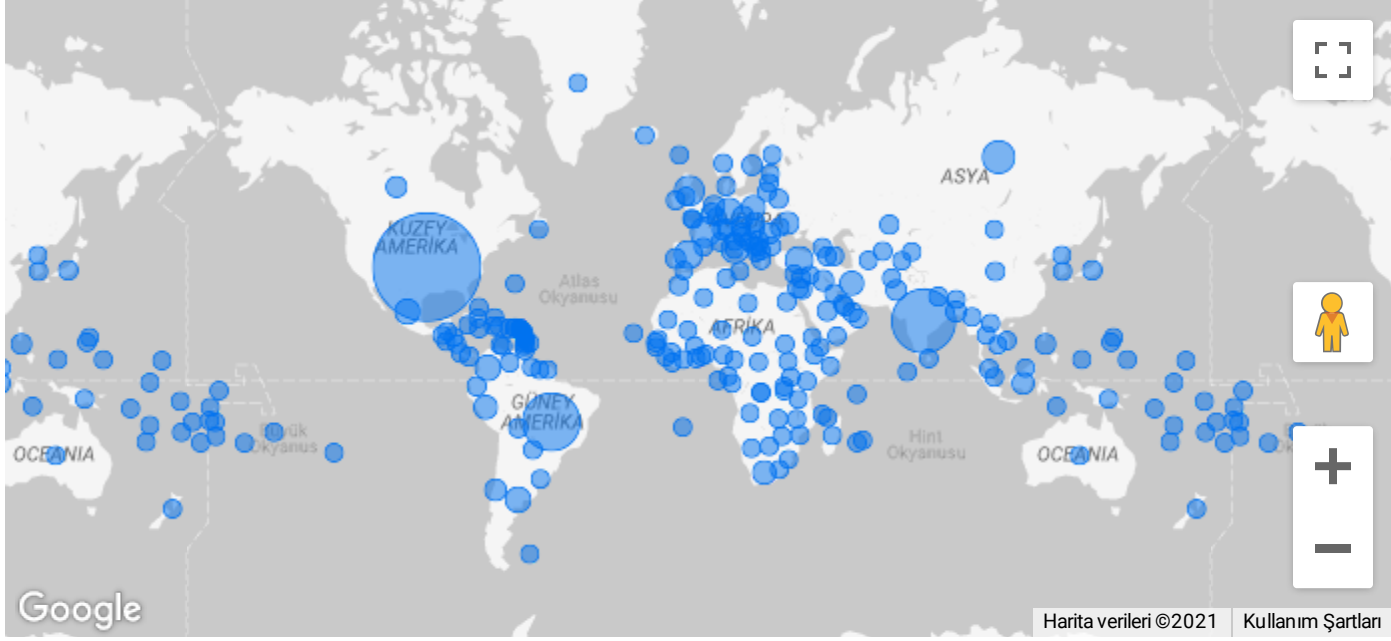 ASYA
KUZEY
AMERİKA
Atlas
Okyanusu
AFRİKA
GÜNEY
AMERİKA
OCEANIA
Okyanus
Hint
Okyanusu
OCEANIA
Google
Harita verileri ©2021
Kullanım Şartları